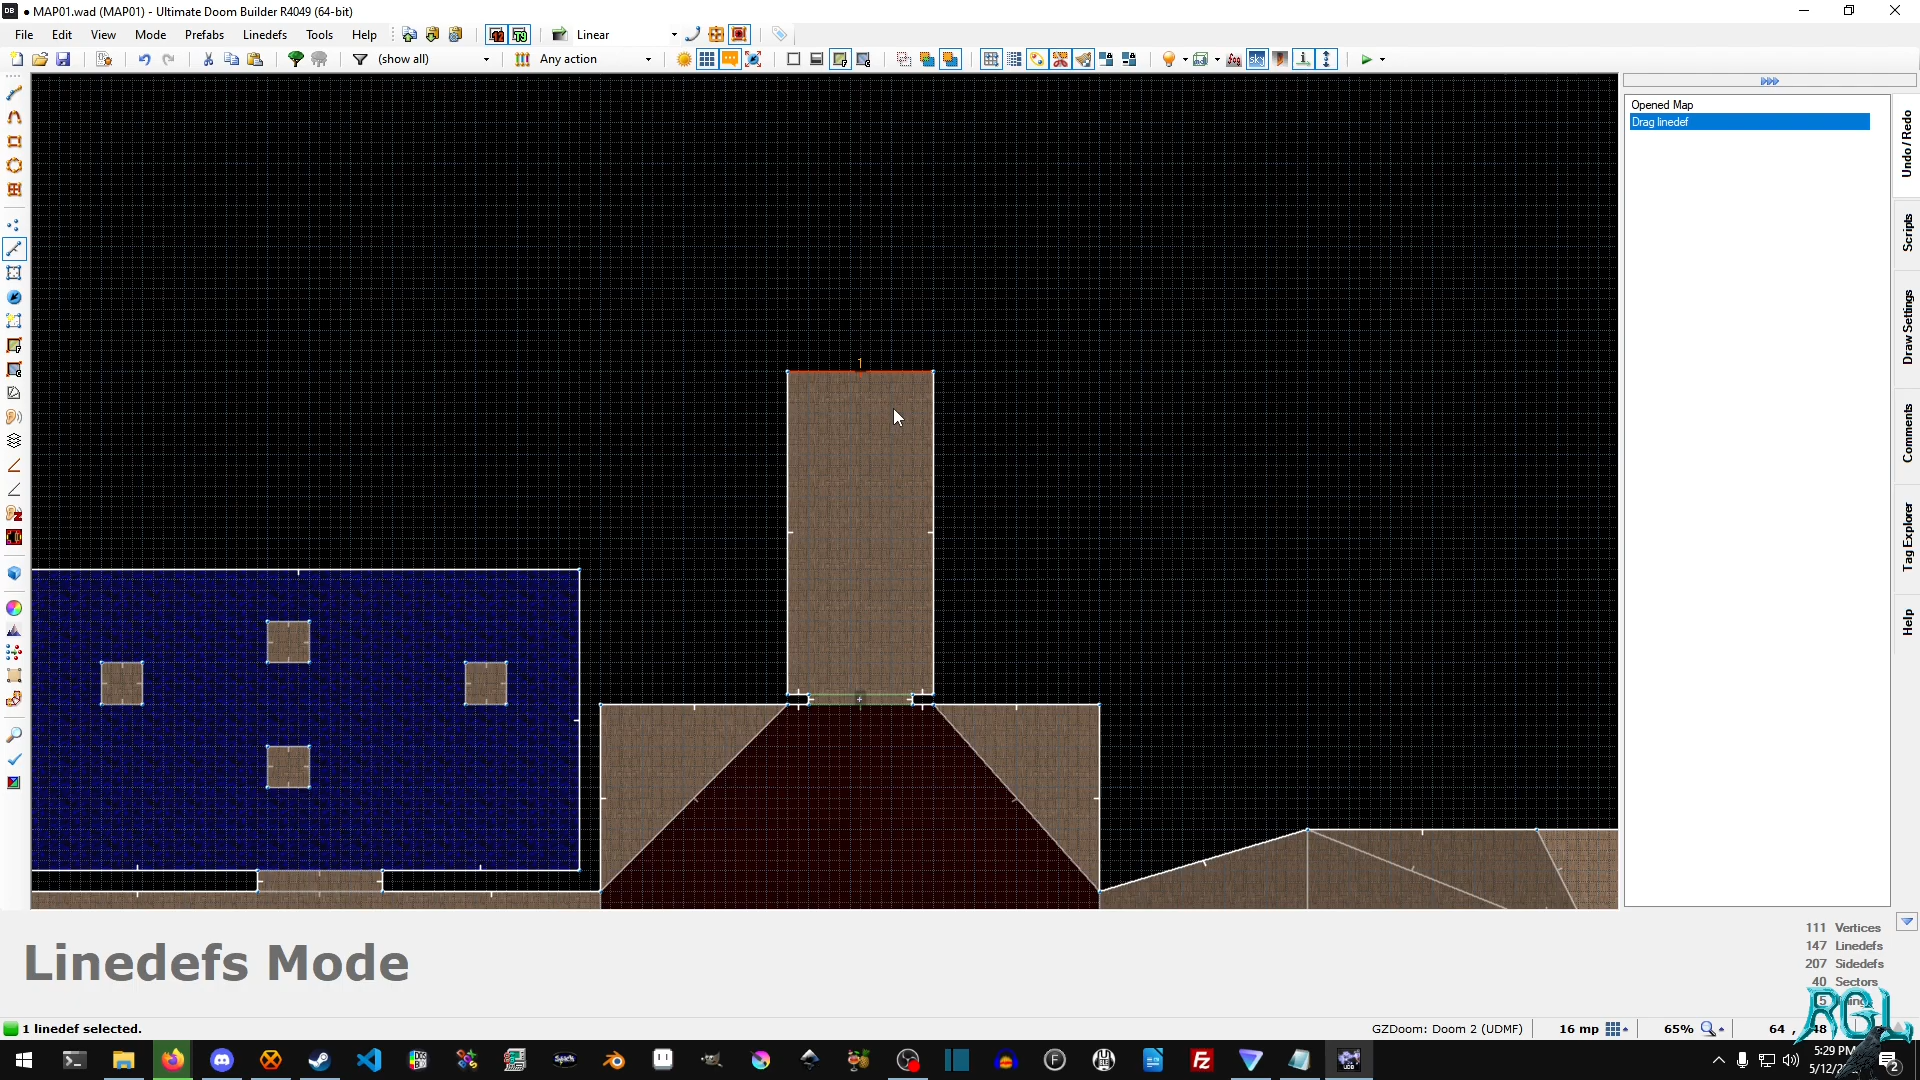 ● MAP01.wad (MAP01) - Ultimate Doom Builder R4049 (64-bit)
File Edit View Mode Prefabs Linedefs Tools Help Linear
(show all) Any action
Opened Map
Drag linedef
Undo / Redo
Scripts
Draw Settings
Comments
Tag Explorer
Help
1
Linedefs Mode
111 Vertices
147 Linedefs
207 Sidedefs
40 Sectors
RGL
1 linedef selected.
GZDoom: Doom 2 (UDMF) 16 mp 65% 64 ,
5:29 PM
2